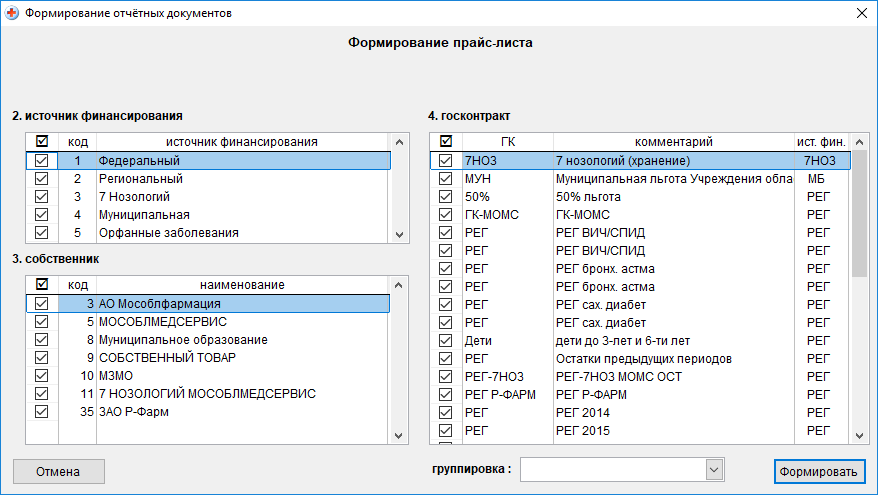 Формирование отчётных документов
Формирование прайс-листа
2. источник финансирования
код источник финансирования
1 Федеральный
2 Региональный
3 7 Нозологий
4 Муниципальная
5 Орфанные заболевания
3. собственник
код наименование
3 АО Мособлфармация
5 МОСОБЛМЕДСЕРВИС
8 Муниципальное образование
9 СОБСТВЕННЫЙ ТОВАР
10 МЗМО
11 7 НОЗОЛОГИЙ МОСОБЛМЕДСЕРВИС
35 ЗАО Р-Фарм
4. госконтракт
ГК комментарий ист. фин.
7НОЗ 7 нозологий (хранение) 7НОЗ
МУН Муниципальная льгота Учреждения обла МБ
50% 50% льгота РЕГ
ГК-МОМС ГК-МОМС РЕГ
РЕГ РЕГ ВИЧ/СПИД РЕГ
РЕГ РЕГ ВИЧ/СПИД РЕГ
РЕГ РЕГ бронх. астма РЕГ
РЕГ РЕГ бронх. астма РЕГ
РЕГ РЕГ сах. диабет РЕГ
РЕГ РЕГ сах. диабет РЕГ
Дети дети до 3-лет и 6-ти лет РЕГ
РЕГ Остатки предыдущих периодов РЕГ
РЕГ-7НОЗ РЕГ-7НОЗ МОМС ОСТ РЕГ
РЕГ Р-ФАРМ РЕГ Р-ФАРМ РЕГ
РЕГ РЕГ 2014 РЕГ
РЕГ РЕГ 2015 РЕГ
Отмена
группировка :
Формировать